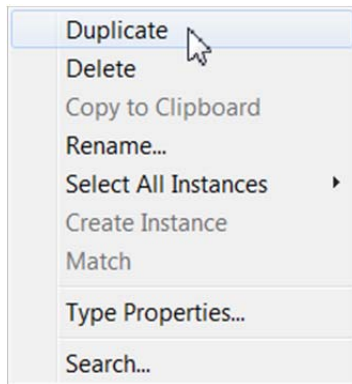 Duplicate
Delete
Copy to Clipboard
Rename...
Select All Instances
Create Instance
Match
Type Properties...
Search...